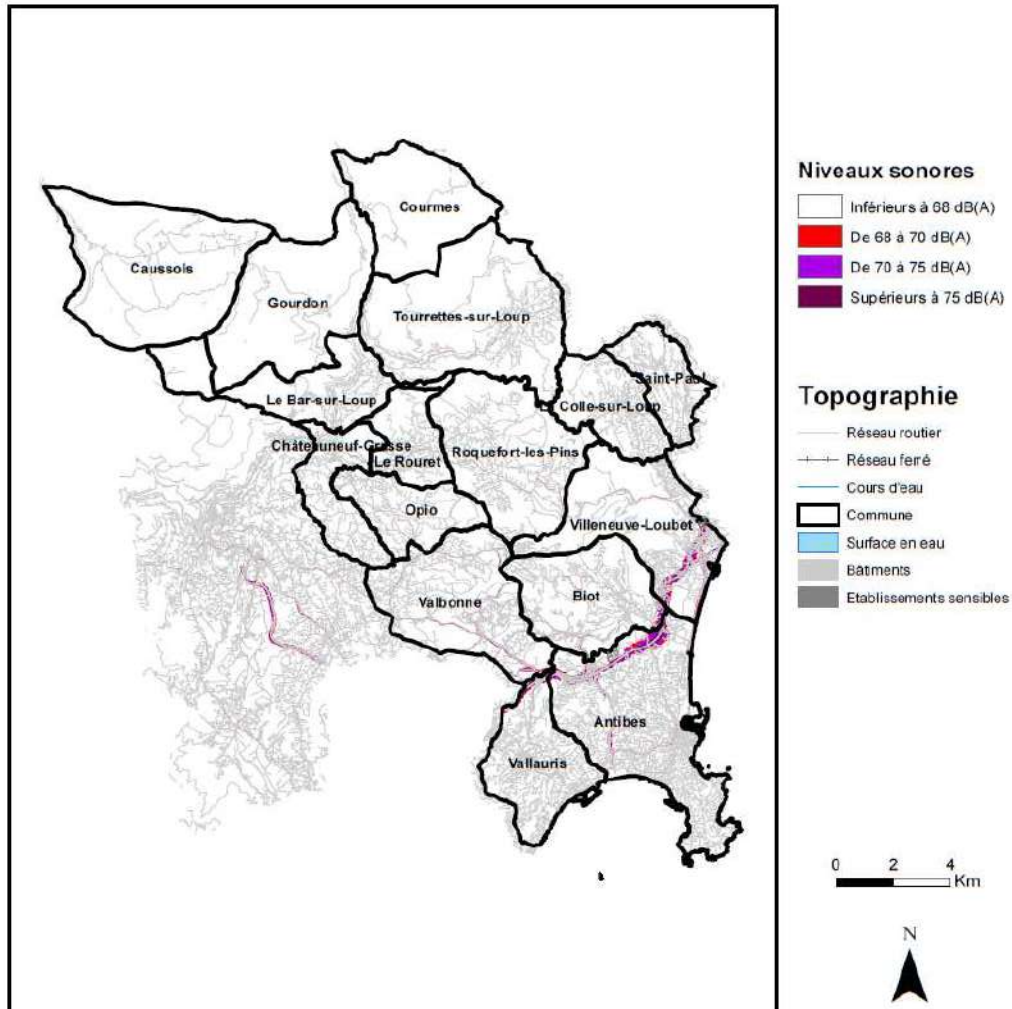 Courmes
Caussois
Gourdon
Tourrettes-sur-Loup
Saint-Paul
Le Bar-sur-Loup
La Colle-sur-Loup
Châteauneuf-Grasse
Le Rouret
Roquefort-les-Pins
Opio
Villeneuve-Loubet
Valbonne
Biot
Antibes
Vallauris
Niveaux sonores
Inférieurs à 68 dB(A)
De 68 à 70 dB(A)
De 70 à 75 dB(A)
Supérieurs à 75 dB(A)
Topographie
Réseau routier
Réseau ferré
Cours d'eau
Commune
Surface en eau
Bâtiments
Etablissements sensibles
0 2 4
Km
N